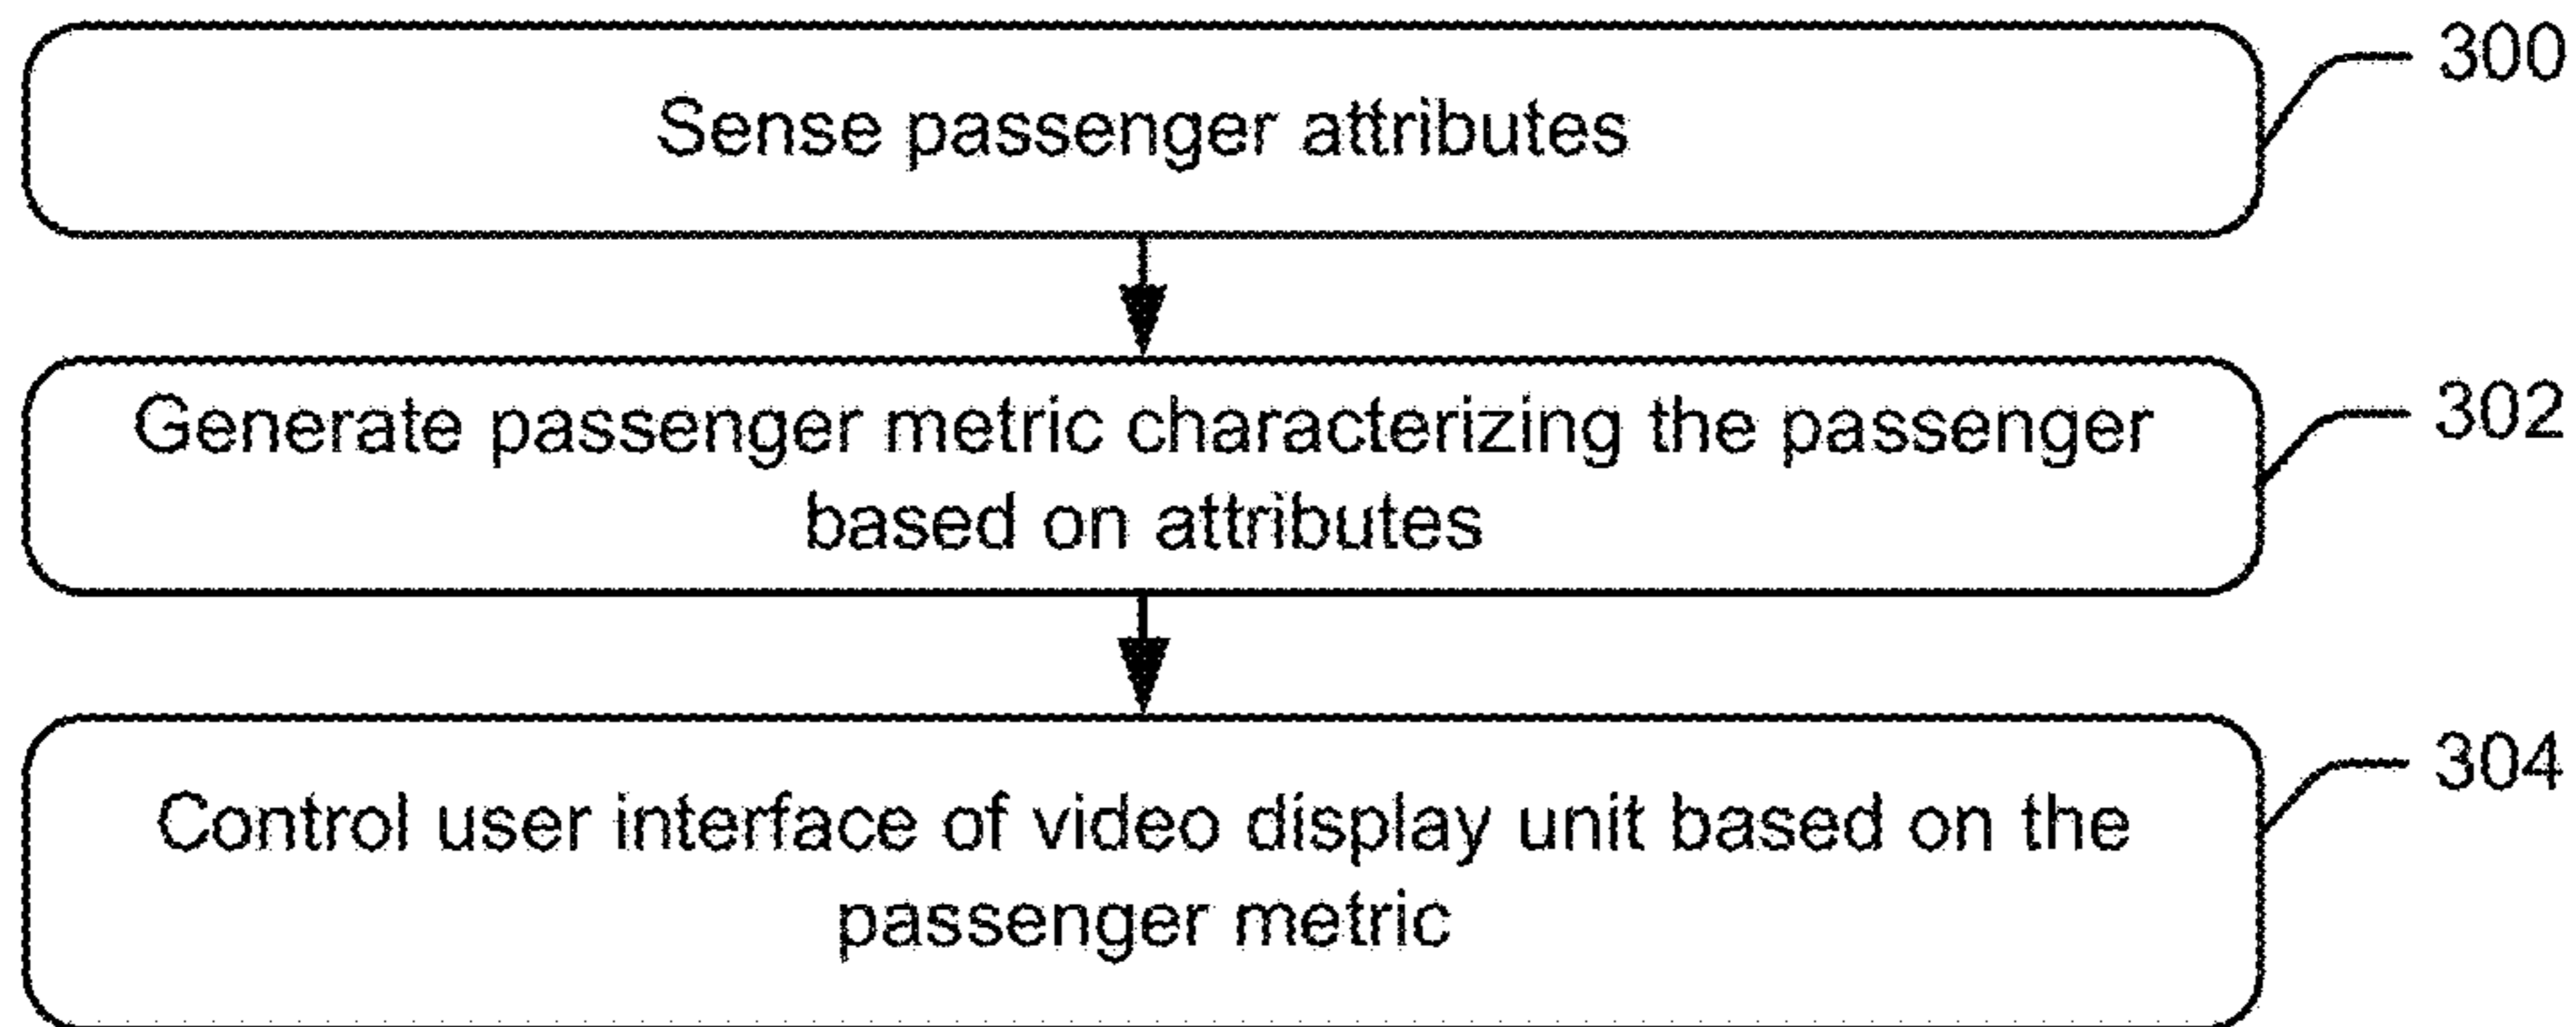 300
Sense passenger attributes
302
Generate passenger metric characterizing the passenger
based on attributes
304
Control user interface of video display unit based on the
passenger metric